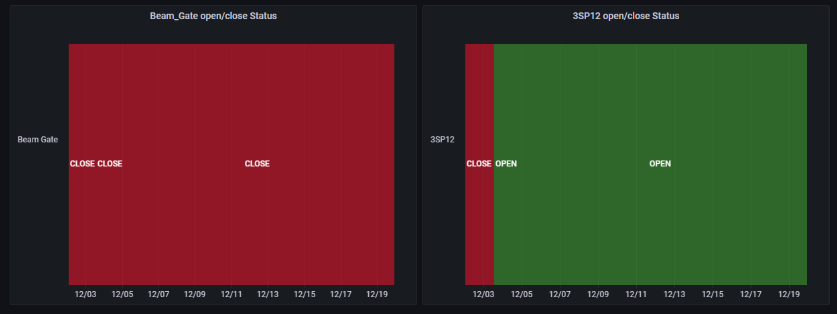 Beam_Gate open/close Status
Beam Gate
CLOSE CLOSE CLOSE
12/03 12/05 12/07 12/09 12/11 12/13 12/15 12/17 12/19
3SP12 open/close Status
3SP12
CLOSE OPEN OPEN
12/03 12/05 12/07 12/09 12/11 12/13 12/15 12/17 12/19